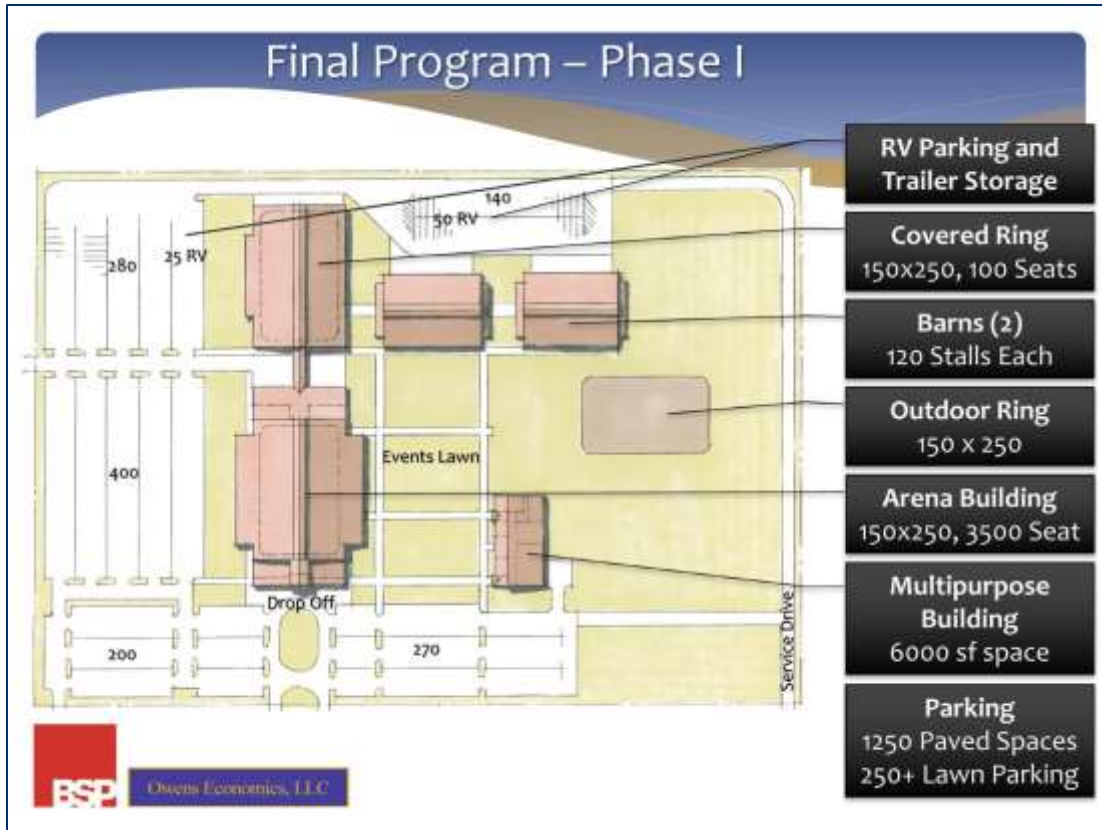 Final Program – Phase I
RV Parking and
Trailer Storage
Covered Ring
150x250, 100 Seats
Barns (2)
120 Stalls Each
Outdoor Ring
150 x 250
Arena Building
150x250, 3500 Seat
Multipurpose
Building
6000 sf space
Parking
1250 Paved Spaces
250+ Lawn Parking
140
50 RV
25 RV
280
400
Events Lawn
Drop Off
200
270
Service Drive
BSP
Owens Economics, LLC